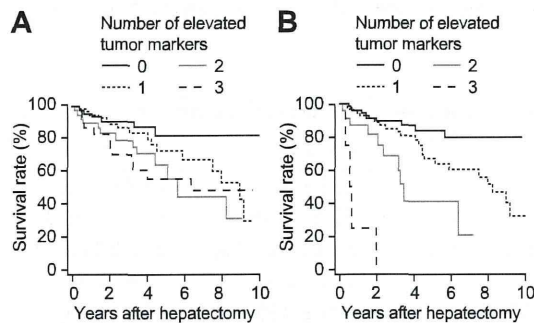 A
Number of elevated
tumor markers
0 2
1 3
Survival rate (%)
100
80
60
40
20
0
0 2 4 6 8 10
Years after hepatectomy
B
Number of elevated
tumor markers
0 2
1 3
Survival rate (%)
100
80
60
40
20
0
0 2 4 6 8 10
Years after hepatectomy